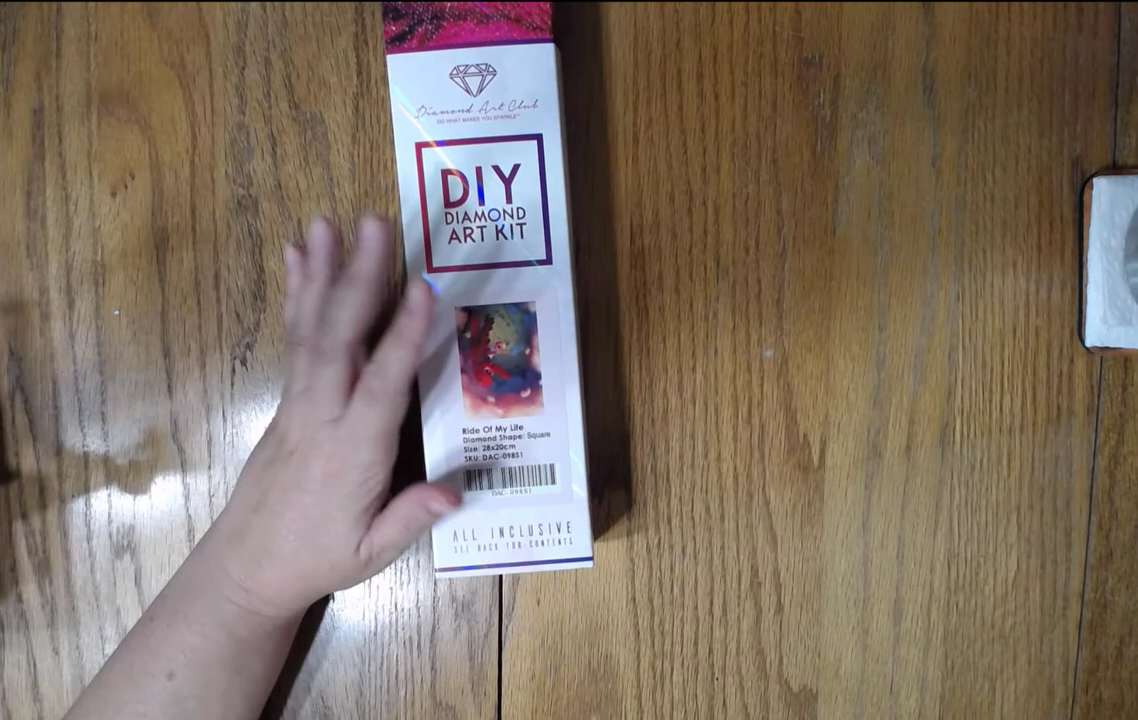 Diamond Art Club
DO WHAT MAKES YOU SPARKLE™
DIY
DIAMOND
ART KIT
Ride Of My Life
Diamond Shape: Square
Size: 28x20cm
SKU: DAC-09851
DAC-09851
ALL INCLUSIVE
SEE BACK FOR CONTENTS